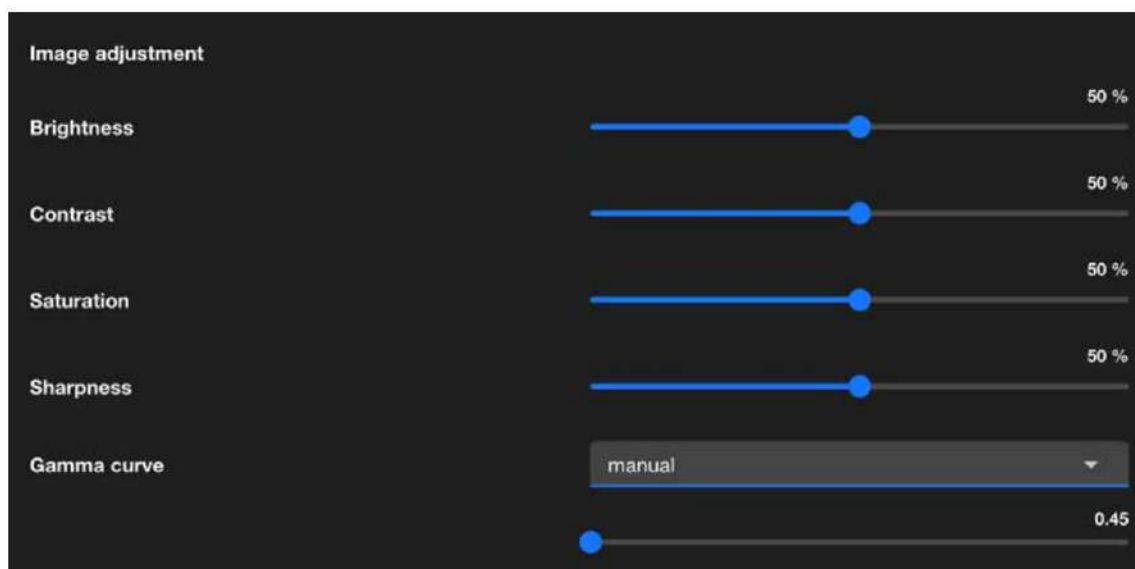 Image adjustment
50 %
Brightness
50 %
Contrast
50 %
Saturation
50 %
Sharpness
Gamma curve
manual
0.45